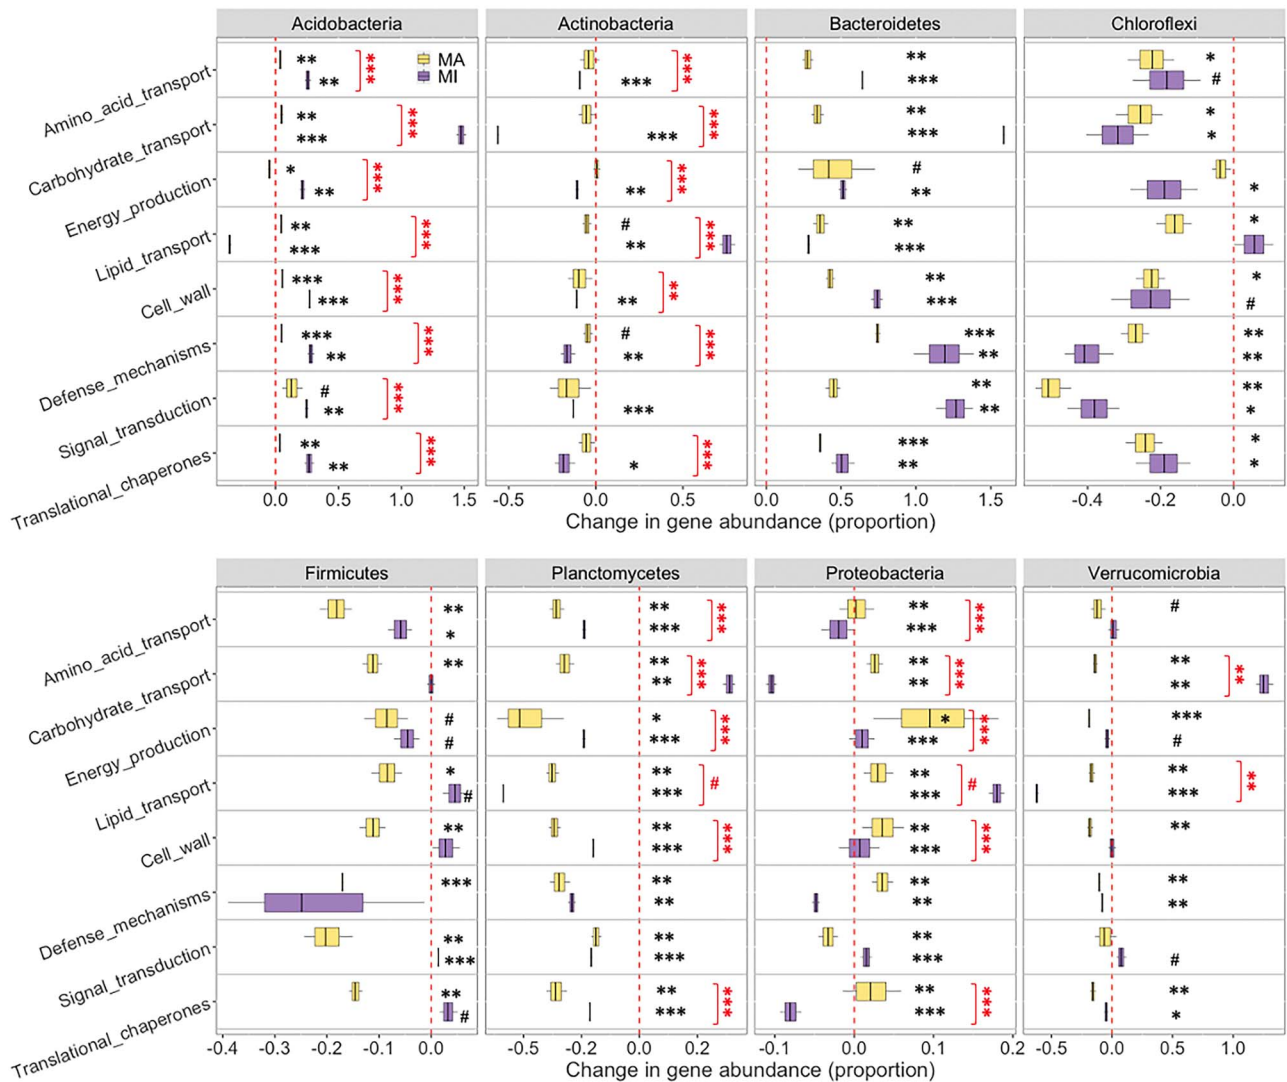 Acidobacteria Actinobacteria Bacteroidetes Chloroflexi
** *** MA *** ** *
Amino_acid_transport ** MI *** *** #
** *** *** ** *
Carbohydrate_transport *** *** *** *
* *** *** #
Energy_production ** ** ** *
** *** # *** ** *
Lipid_transport *** ** ***
*** *** ** ** *
Cell_wall *** ** *** #
*** *** # *** *** **
Defense_mechanisms ** ** ** **
# *** ** **
Signal_transduction ** *** ** *
** *** *** *** *
Translational_chaperones ** * ** *
0.0 0.5 1.0 1.5 -0.5 0.0 0.5 0.0 0.5 1.0 1.5 -0.4 -0.2 0.0
Change in gene abundance (proportion)
Firmicutes Planctomycetes Proteobacteria Verrucomicrobia
** ** *** ** *** #
Amino_acid_transport * *** ***
** ** *** ** *** ** **
Carbohydrate_transport ** ** **
# * *** * *** ***
Energy_production # *** *** #
* ** # ** # ** **
Lipid_transport # *** *** ***
** ** *** ** *** **
Cell_wall *** ***
*** ** ** **
Defense_mechanisms ** ** **
** ** **
Signal_transduction *** *** *** #
** ** *** ** *** **
Translational_chaperones # *** *** *
-0.4 -0.3 -0.2 -0.1 0.0 -0.5 0.0 -0.1 0.0 0.1 0.2 -0.5 0.0 0.5 1.0
Change in gene abundance (proportion)